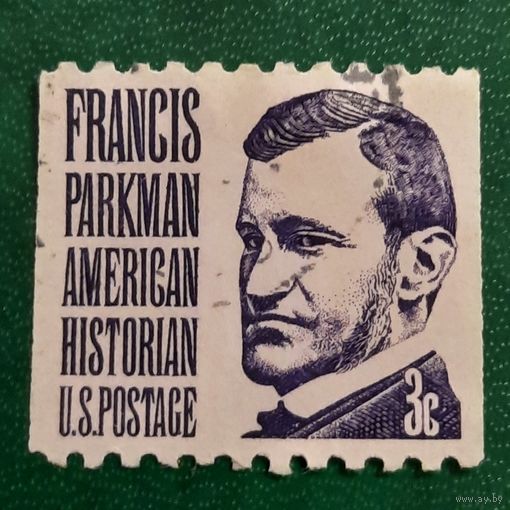 FRANCIS
PARKMAN
AMERICAN
HISTORIAN
U.S.POSTAGE
3c
www.ay.by